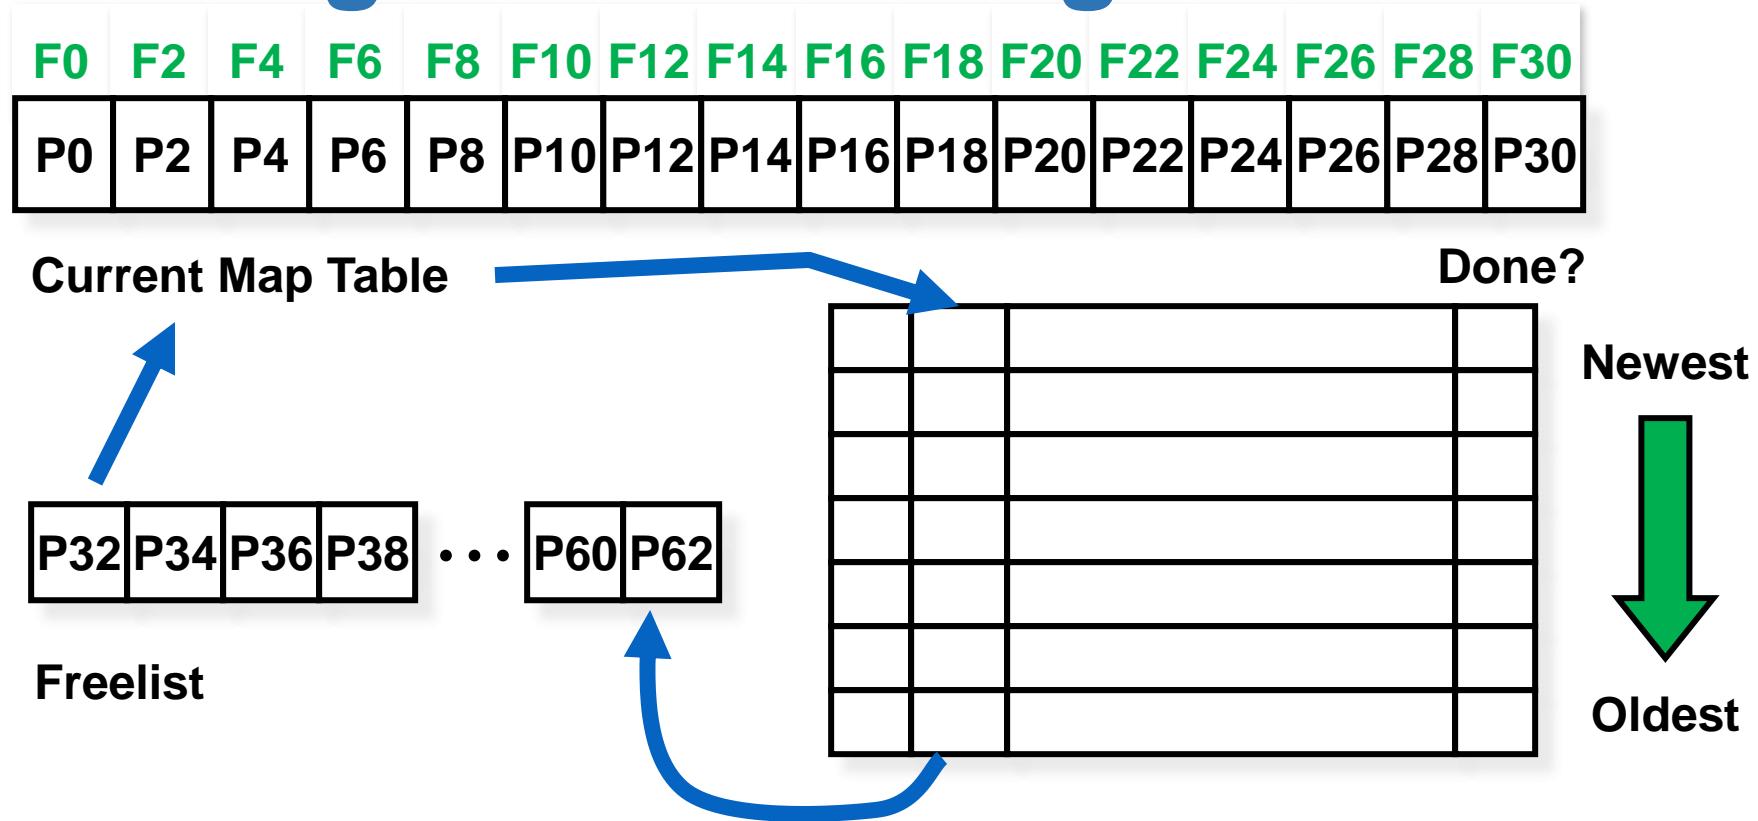 F0 F2 F4 F6 F8 F10 F12 F14 F16 F18 F20 F22 F24 F26 F28 F30
P0 P2 P4 P6 P8 P10 P12 P14 P16 P18 P20 P22 P24 P26 P28 P30
Current Map Table
Done?
Newest
P32 P34 P36 P38 ... P60 P62
Freelist
Oldest